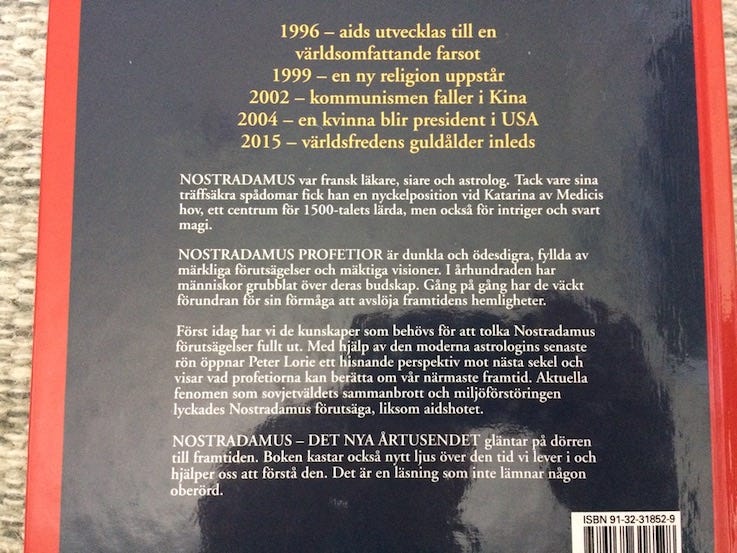 1996 – aids utvecklas till en
världsomfattande farsot
1999 – en ny religion uppstår
2002 – kommunismen faller i Kina
2004 – en kvinna blir president i USA
2015 – världsfredens guldålder inleds
NOSTRADAMUS var fransk läkare, siare och astrolog. Tack vare sina
träffsäkra spådomar fick han en nyckelposition vid Katarina av Medicis
hov, ett centrum för 1500-talets lärda, men också för intriger och svart
magi.
NOSTRADAMUS PROFETIOR är dunkla och ödesdigra, fyllda av
märkliga förutsägelser och mäktiga visioner. I århundraden har
människor grubblat över deras budskap. Gång på gång har de väckt
förundran för sin förmåga att avslöja framtidens hemligheter.
Först idag har vi de kunskaper som behövs för att tolka Nostradamus
förutsägelser fullt ut. Med hjälp av den moderna astrologins senaste
rön öppnar Peter Lorie ett hisnande perspektiv mot nästa sekel och
visar vad profetiorna kan berätta om vår närmaste framtid. Aktuella
fenomen som sovjetväldets sammanbrott och miljöförstöringen
lyckades Nostradamus förutsäga, liksom aidshotet.
NOSTRADAMUS – DET NYA ÅRTUSENDET gläntar på dörren
till framtiden. Boken kastar också nytt ljus över den tid vi lever i och
hjälper oss att förstå den. Det är en läsning som inte lämnar någon
oberörd.
ISBN 91-32-31852-9